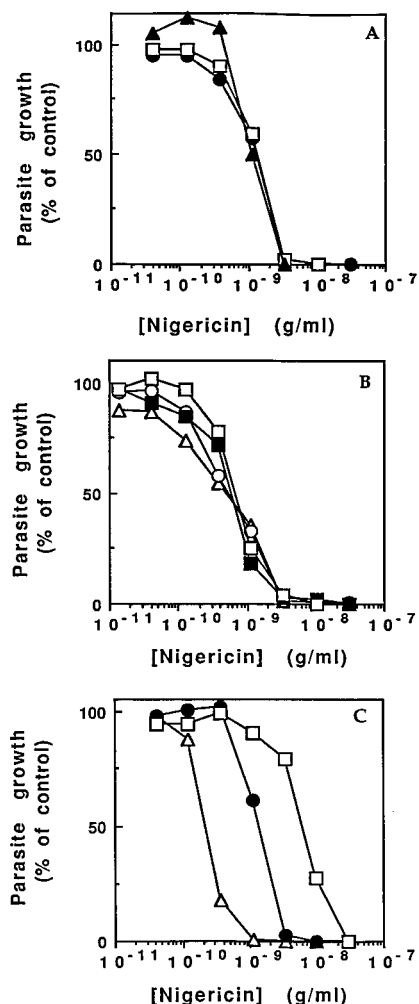 A
100
50
0
Parasite growth
(% of control)
10⁻¹¹ 10⁻¹⁰ 10⁻⁹ 10⁻⁸ 10⁻⁷
[Nigericin] (g/ml)
B
100
50
0
Parasite growth
(% of control)
10⁻¹¹ 10⁻¹⁰ 10⁻⁹ 10⁻⁸ 10⁻⁷
[Nigericin] (g/ml)
C
100
50
0
Parasite growth
(% of control)
10⁻¹¹ 10⁻¹⁰ 10⁻⁹ 10⁻⁸ 10⁻⁷
[Nigericin] (g/ml)